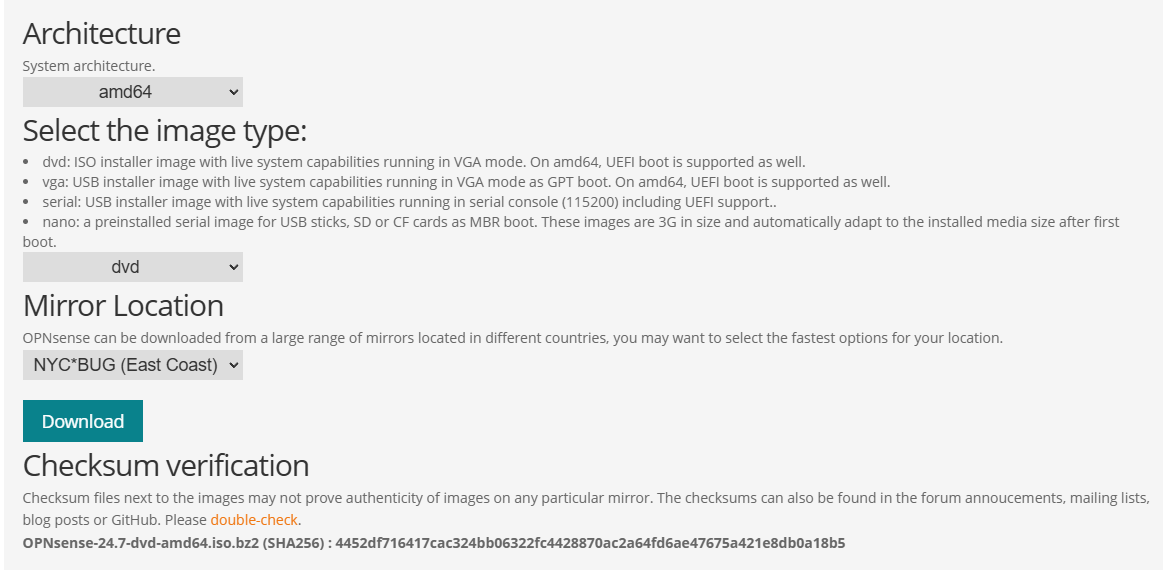 Architecture
System architecture.
amd64
Select the image type:
• dvd: ISO installer image with live system capabilities running in VGA mode. On amd64, UEFI boot is supported as well.
• vga: USB installer image with live system capabilities running in VGA mode as GPT boot. On amd64, UEFI boot is supported as well.
• serial: USB installer image with live system capabilities running in serial console (115200) including UEFI support..
• nano: a preinstalled serial image for USB sticks, SD or CF cards as MBR boot. These images are 3G in size and automatically adapt to the installed media size after first
boot.
dvd
Mirror Location
OPNsense can be downloaded from a large range of mirrors located in different countries, you may want to select the fastest options for your location.
NYC*BUG (East Coast)
Download
Checksum verification
Checksum files next to the images may not prove authenticity of images on any particular mirror. The checksums can also be found in the forum annoucements, mailing lists,
blog posts or GitHub. Please double-check.
OPNsense-24.7-dvd-amd64.iso.bz2 (SHA256) : 4452df716417cac324bb06322fc4428870ac2a64fd6ae47675a421e8db0a18b5